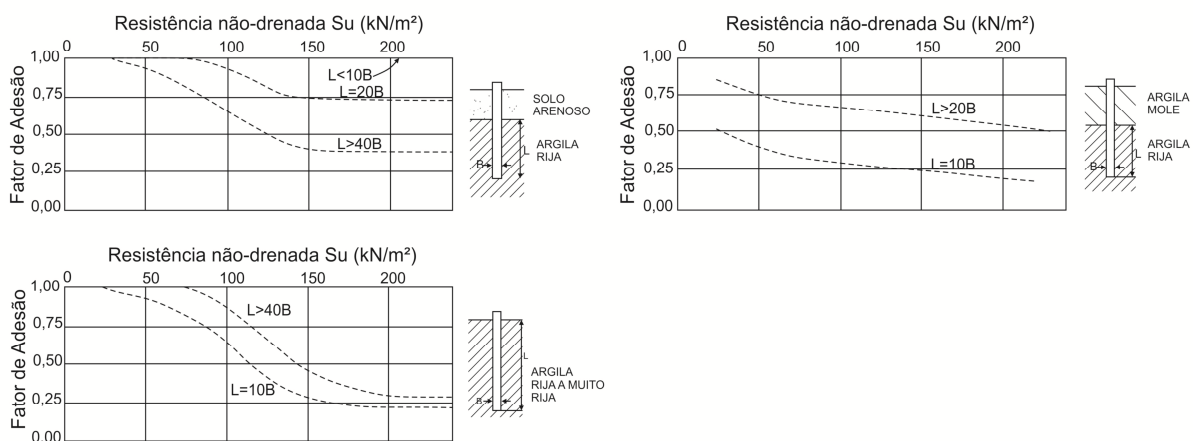 Resistência não-drenada Su (kN/m²)
0 50 100 150 200
Fator de Adesão
1,00
0,75
0,50
0,25
0,00
L<10B
L=20B
L>40B
SOLO
ARENOSO
ARGILA
RIJA
L
B
Resistência não-drenada Su (kN/m²)
0 50 100 150 200
Fator de Adesão
1,00
0,75
0,50
0,25
0,00
L>20B
L=10B
ARGILA
MOLE
ARGILA
RIJA
L
B
Resistência não-drenada Su (kN/m²)
0 50 100 150 200
Fator de Adesão
1,00
0,75
0,50
0,25
0,00
L>40B
L=10B
L
ARGILA
RIJA A MUITO
RIJA
B